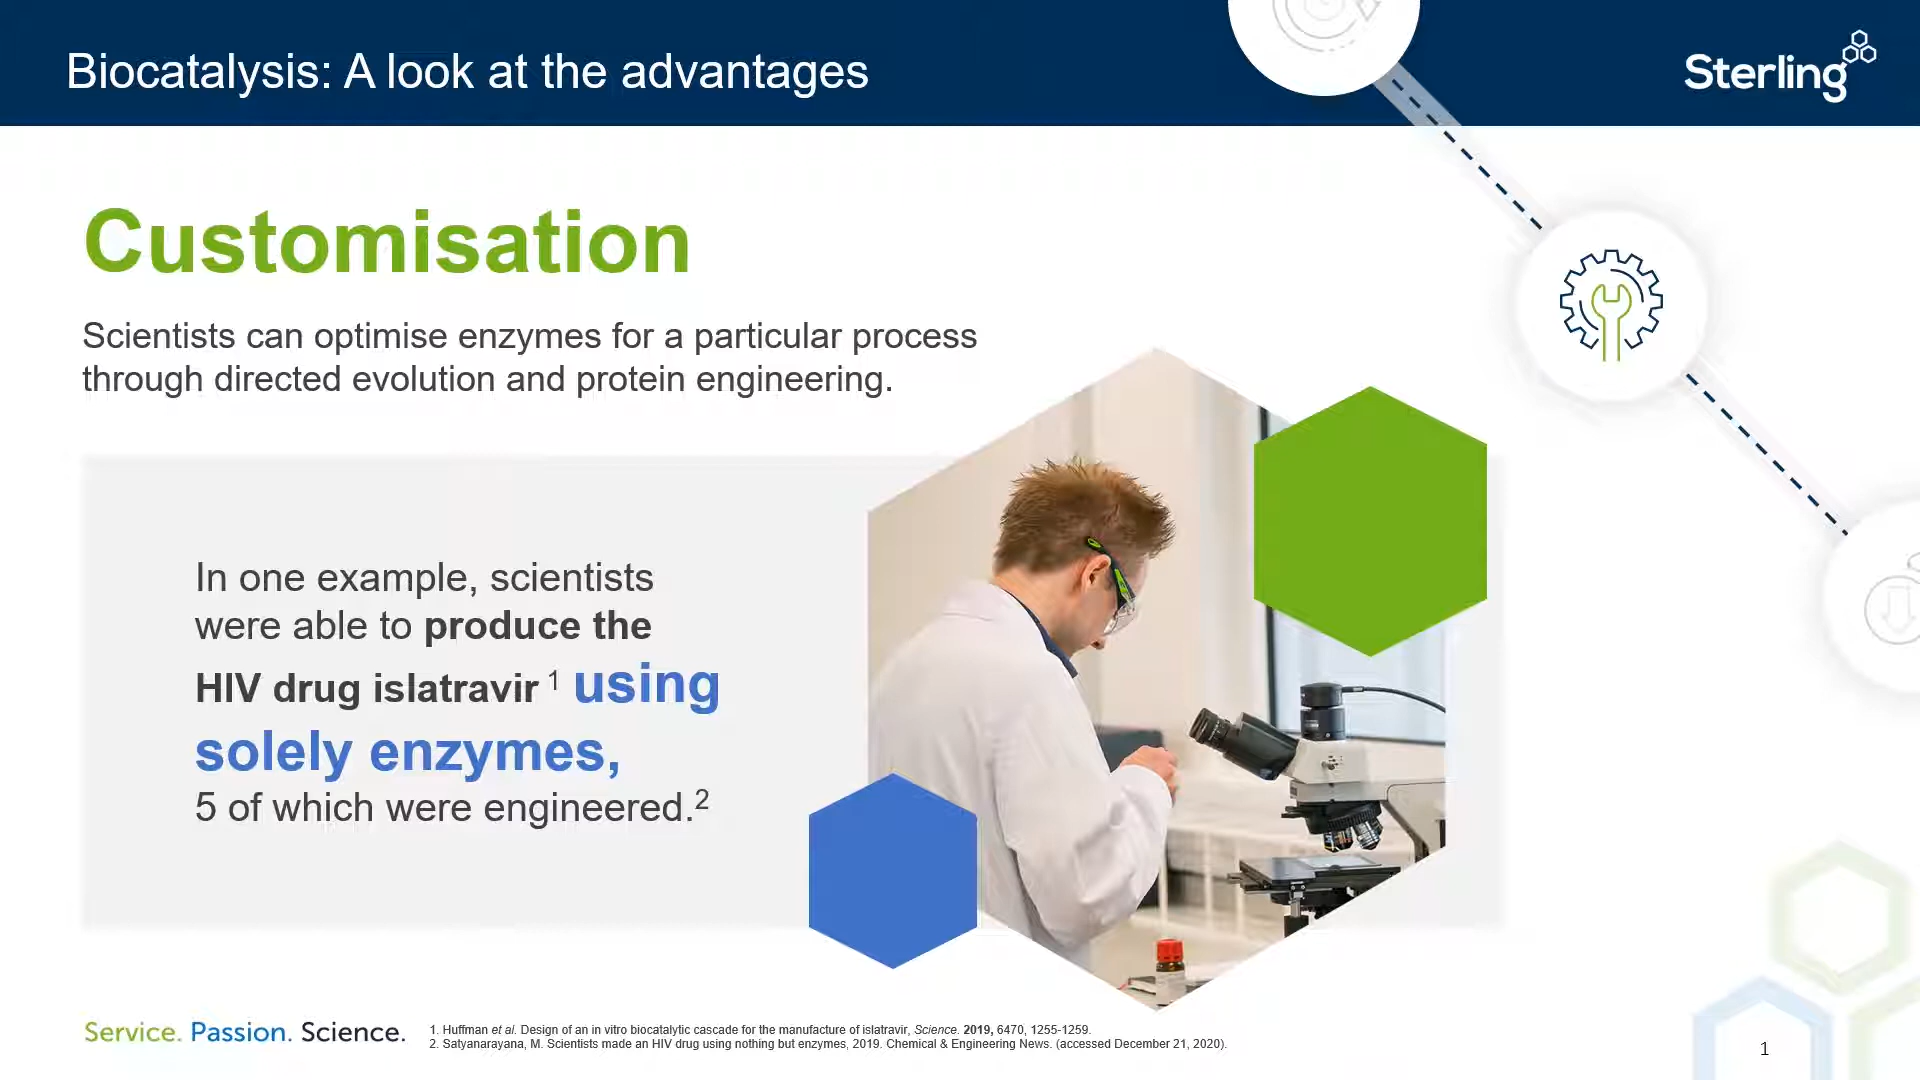 Biocatalysis: A look at the advantages
Sterling
Customisation
Scientists can optimise enzymes for a particular process
through directed evolution and protein engineering.
In one example, scientists
were able to produce the
HIV drug islatravir 1 using
solely enzymes,
5 of which were engineered.2
Service. Passion. Science.
1. Huffman et al. Design of an in vitro biocatalytic cascade for the manufacture of islatravir, Science. 2019, 6470, 1255-1259.
2. Satyanarayana, M. Scientists made an HIV drug using nothing but enzymes, 2019. Chemical & Engineering News. (accessed December 21, 2020).
1